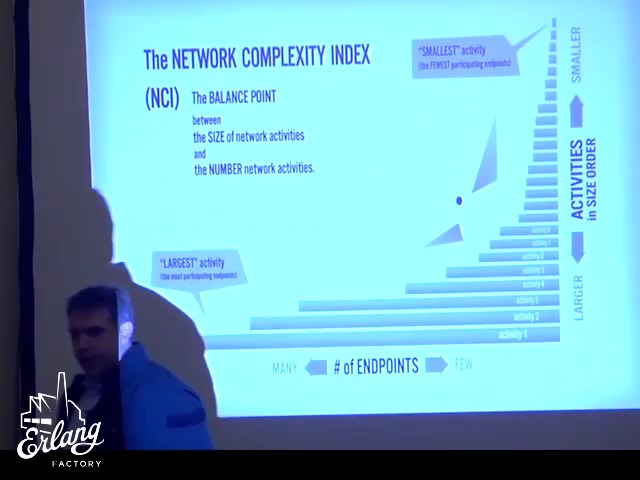 The NETWORK COMPLEXITY INDEX
(NCI) The BALANCE POINT
between
the SIZE of network activities
and
the NUMBER network activities.
"SMALLEST" activity
(the FEWEST participating endpoints)
"LARGEST" activity
(the most participating endpoints)
SMALLER
ACTIVITIES
in SIZE ORDER
LARGER
activity 5
activity 4
activity 3
activity 2
activity 1
MANY # of ENDPOINTS FEW
Erlang
FACTORY